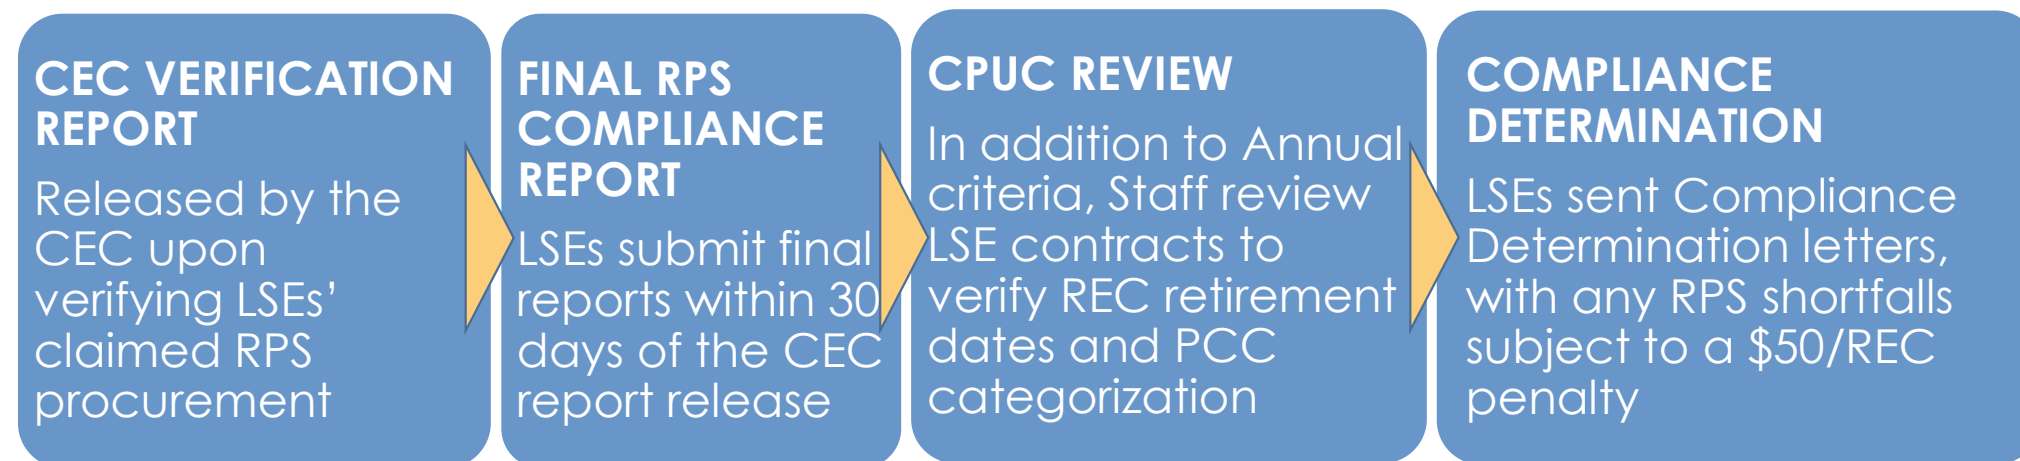 CEC VERIFICATION
REPORT
Released by the
CEC upon
verifying LSEs’
claimed RPS
procurement
FINAL RPS
COMPLIANCE
REPORT
LSEs submit final
reports within 30
days of the CEC
report release
CPUC REVIEW
In addition to Annual
criteria, Staff review
LSE contracts to
verify REC retirement
dates and PCC
categorization
COMPLIANCE
DETERMINATION
LSEs sent Compliance
Determination letters,
with any RPS shortfalls
subject to a $50/REC
penalty